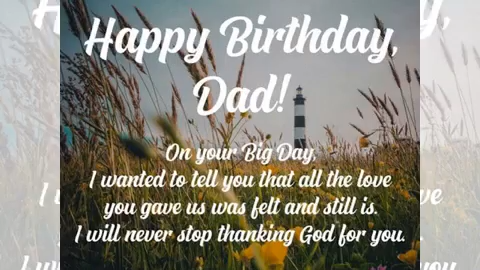 Happy Birthday,
Dad!
On your Big Day,
I wanted to tell you that all the love
you gave us was felt and still is.
I will never stop thanking God for you.